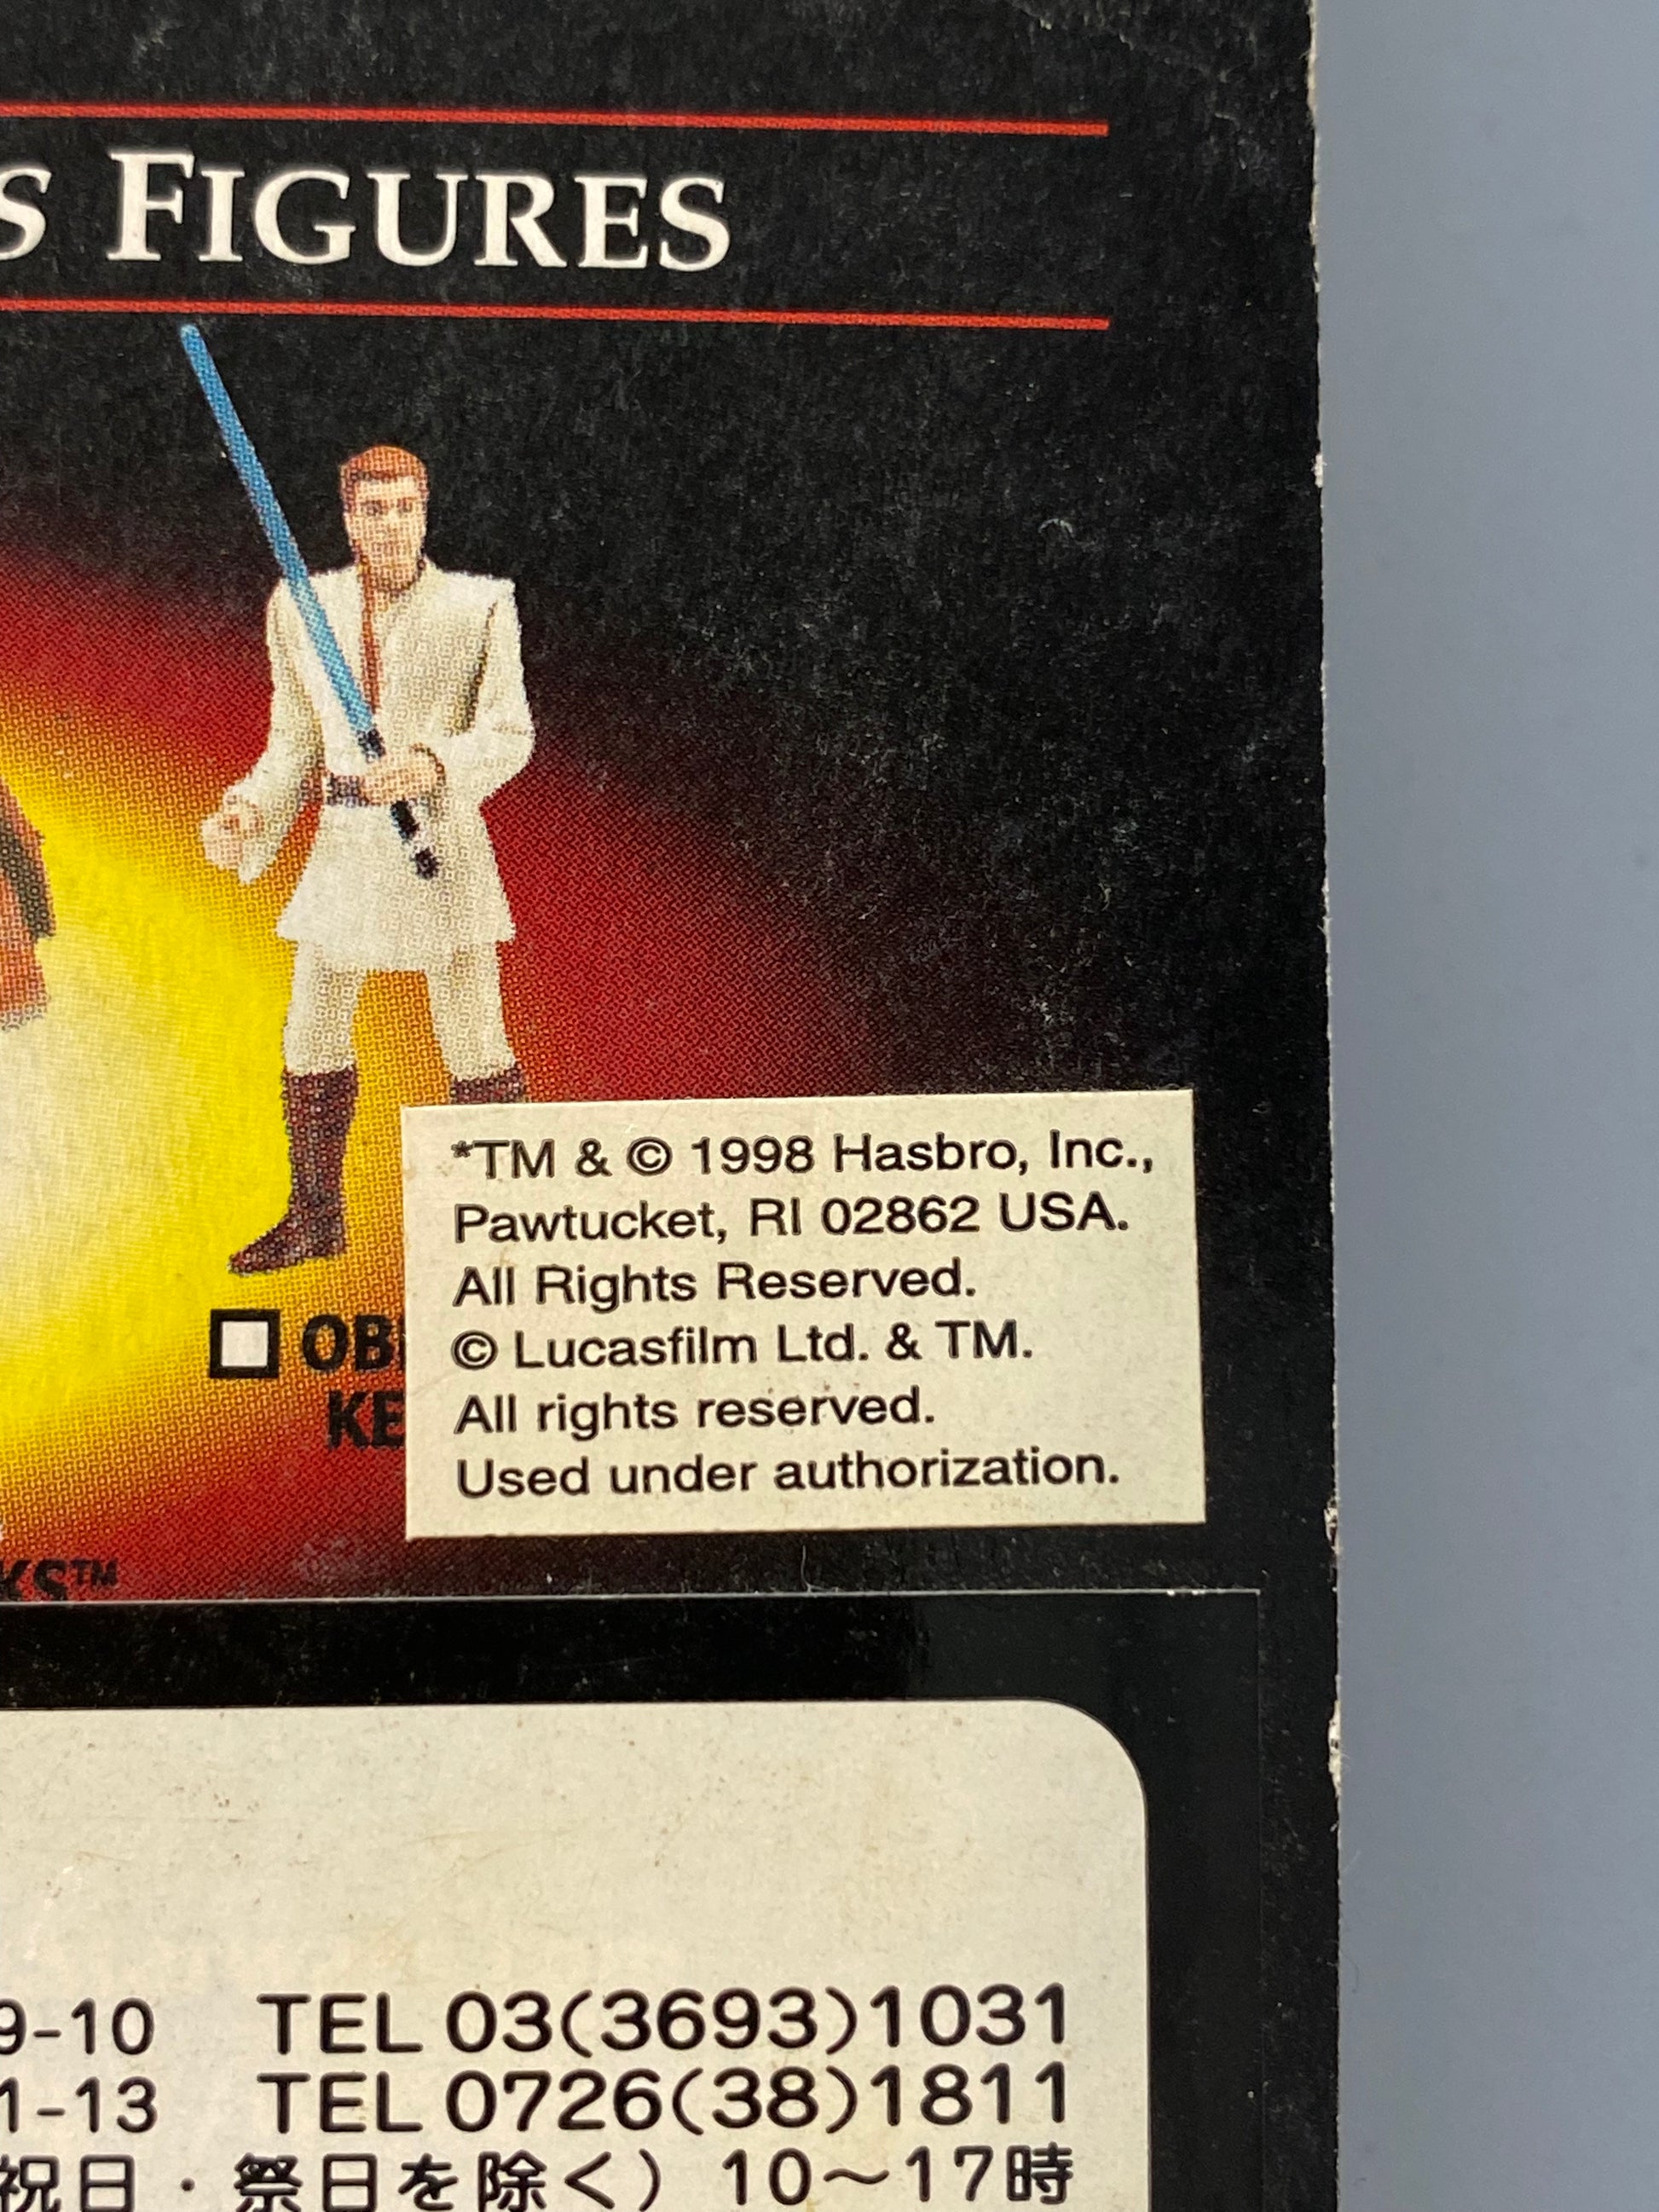 FIGURES
*TM & © 1998 Hasbro, Inc.,
Pawtucket, RI 02862 USA.
All Rights Reserved.
© Lucasfilm Ltd. & TM.
All rights reserved.
Used under authorization.
9-10 TEL 03(3693)1031
1-13 TEL 0726(38)1811
祝日・祭日を除く) 10〜17時